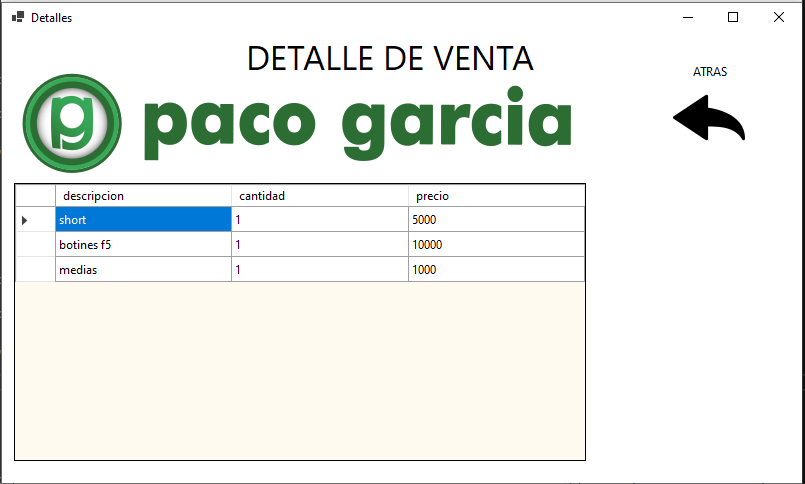 Detalles
DETALLE DE VENTA
ATRAS
pg paco garcia
descripcion cantidad precio
short 1 5000
botines f5 1 10000
medias 1 1000